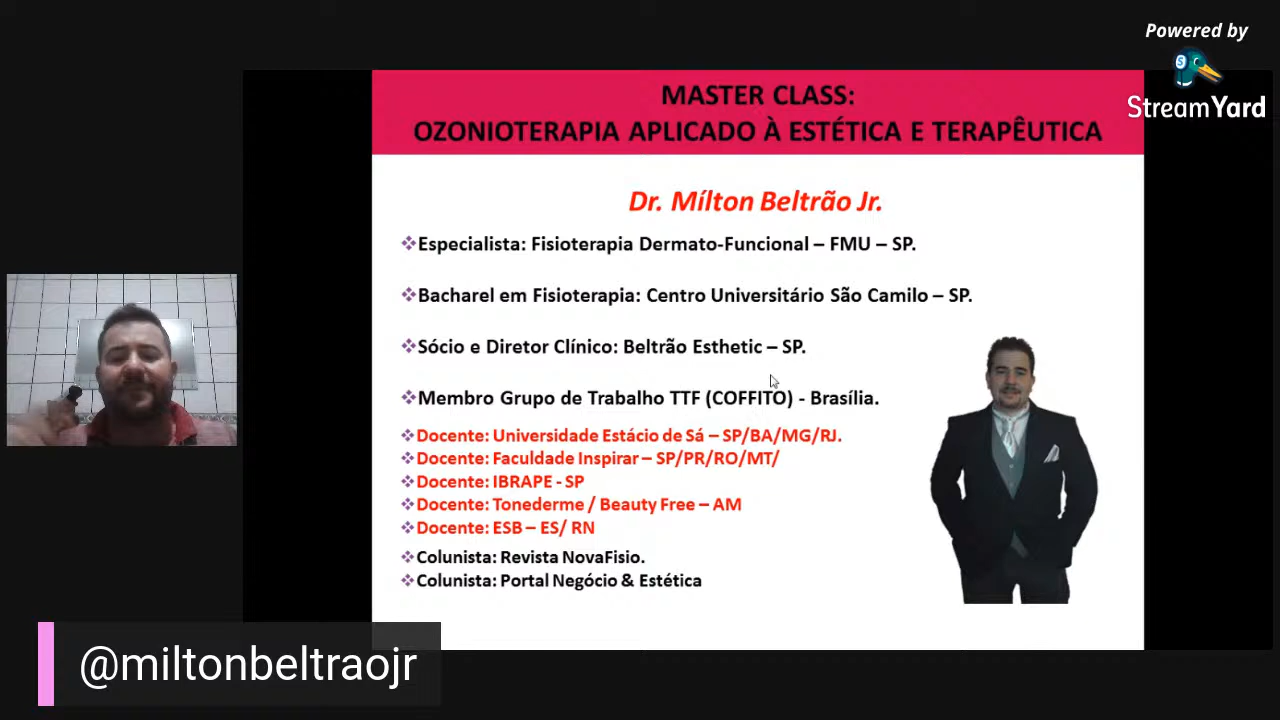 Powered by
StreamYard
MASTER CLASS:
OZONIOTERAPIA APLICADO À ESTÉTICA E TERAPÊUTICA
Dr. Mílton Beltrão Jr.
Especialista: Fisioterapia Dermato-Funcional – FMU – SP.
Bacharel em Fisioterapia: Centro Universitário São Camilo – SP.
Sócio e Diretor Clínico: Beltrão Esthetic – SP.
Membro Grupo de Trabalho TTF (COFFITO) - Brasília.
Docente: Universidade Estácio de Sá – SP/BA/MG/RJ.
Docente: Faculdade Inspirar – SP/PR/RO/MT/
Docente: IBRAPE - SP
Docente: Tonederme / Beauty Free – AM
Docente: ESB – ES/ RN
Colunista: Revista NovaFisio.
Colunista: Portal Negócio & Estética
@miltonbeltraojr